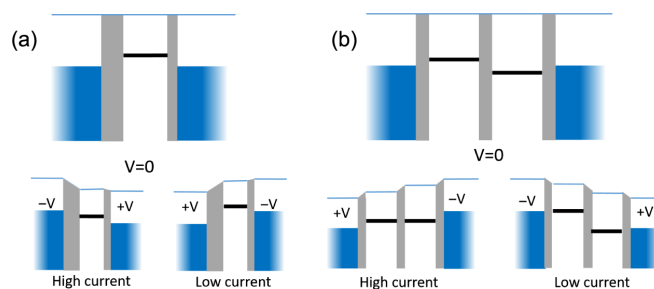 (a)
(b)
V=0
V=0
−V
+V
+V
−V
+V
−V
−V
+V
High current
Low current
High current
Low current